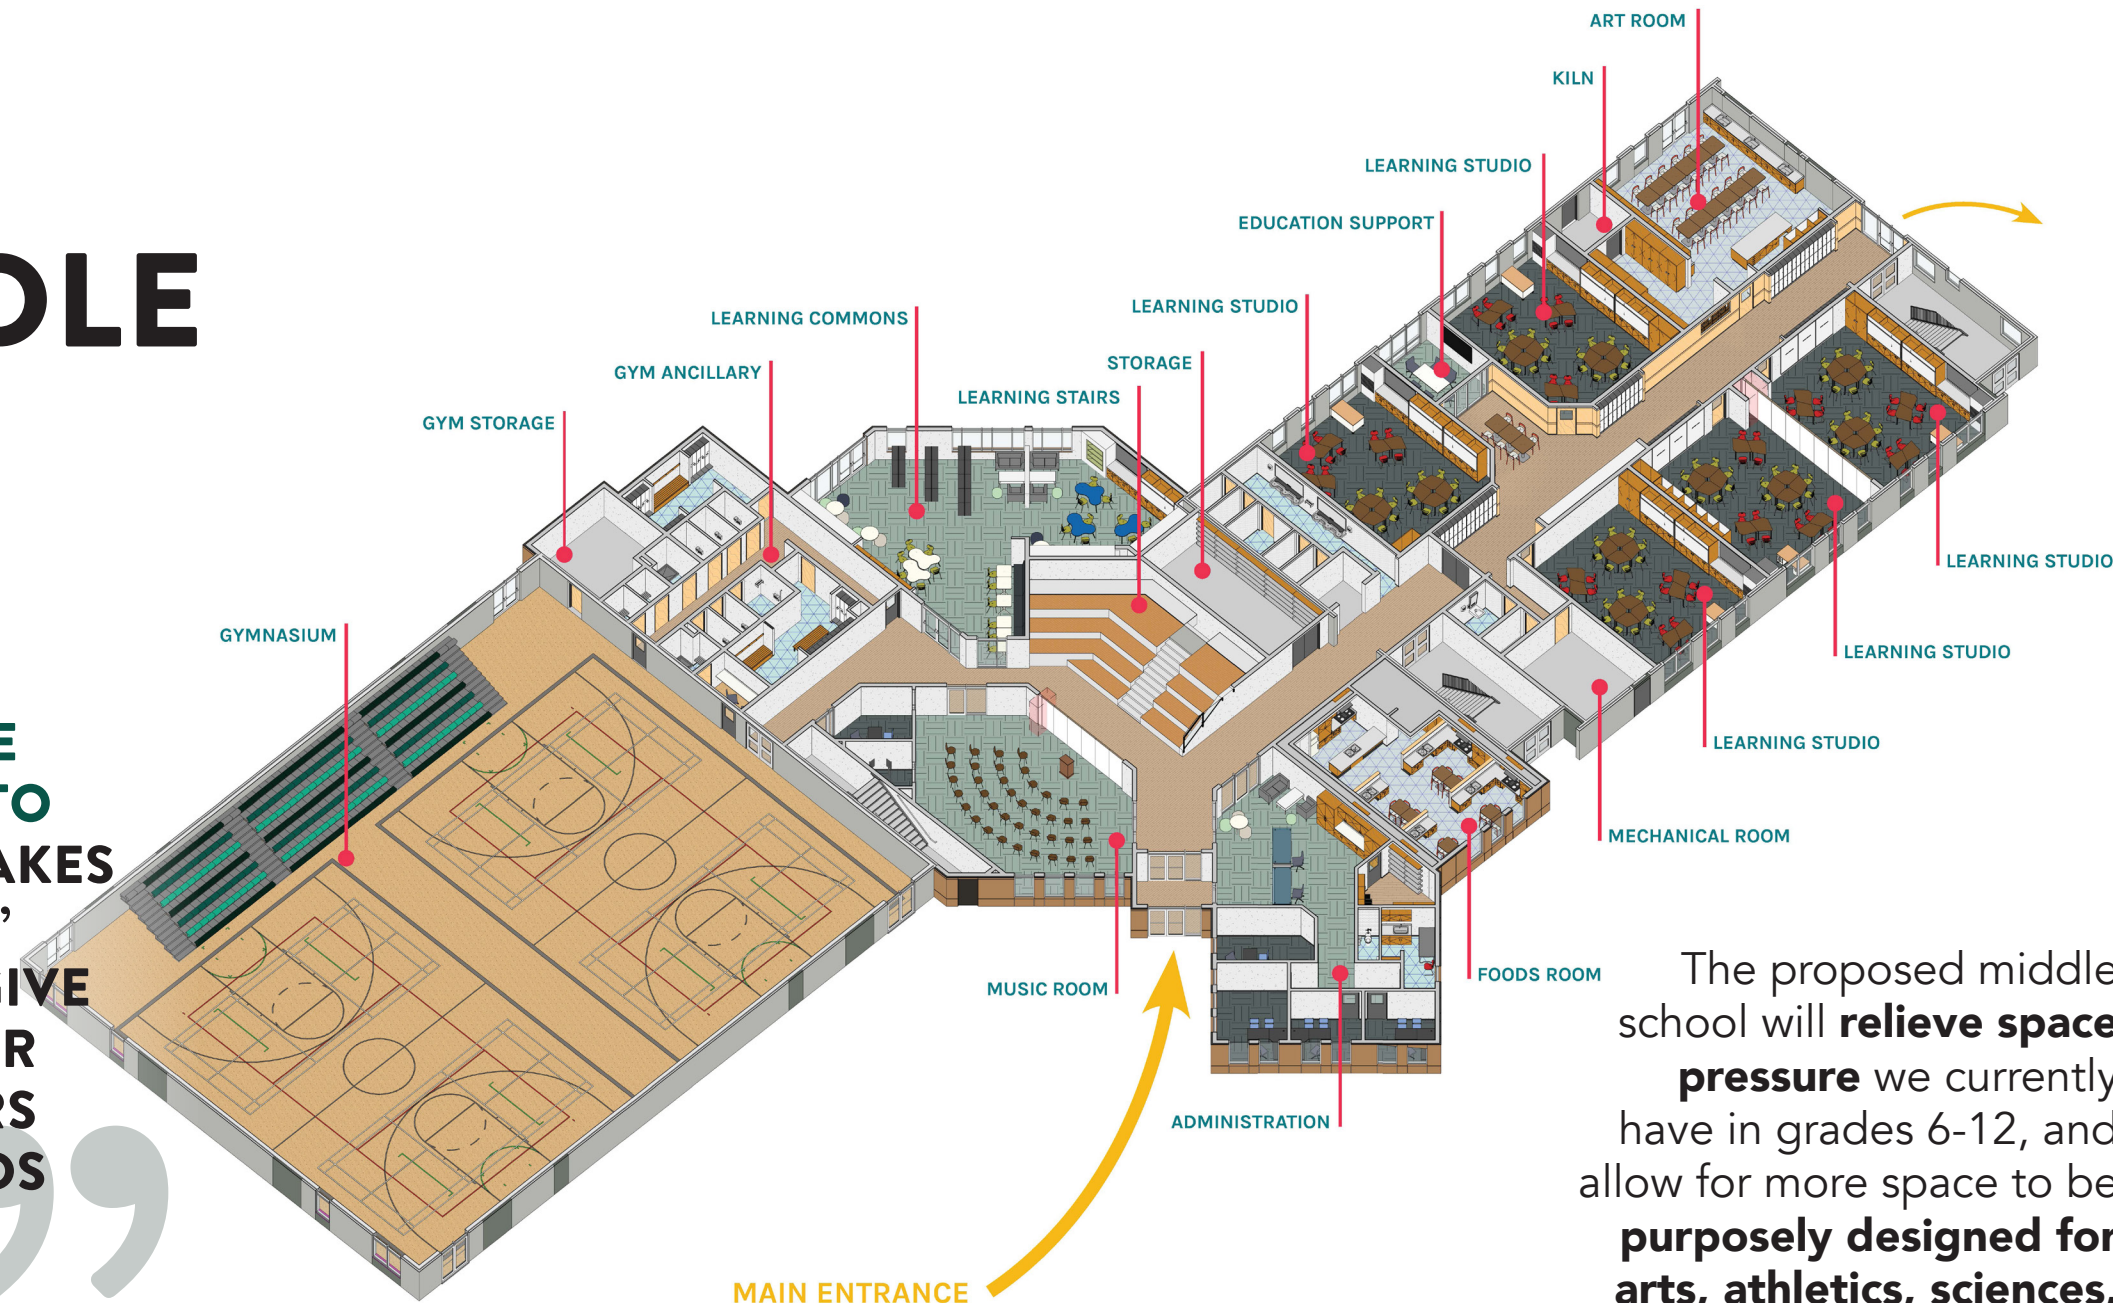 DLE
E
TO
AKES
,
GIVE
R
RS
DS
”
ART ROOM
KILN
LEARNING STUDIO
EDUCATION SUPPORT
LEARNING STUDIO
LEARNING COMMONS
STORAGE
GYM ANCILLARY
LEARNING STAIRS
GYM STORAGE
GYMNASIUM
LEARNING STUDIO
LEARNING STUDIO
LEARNING STUDIO
MECHANICAL ROOM
FOODS ROOM
MUSIC ROOM
ADMINISTRATION
MAIN ENTRANCE
The proposed middle
school will relieve space
pressure we currently
have in grades 6-12, and
allow for more space to be
purposely designed for
arts, athletics, sciences,